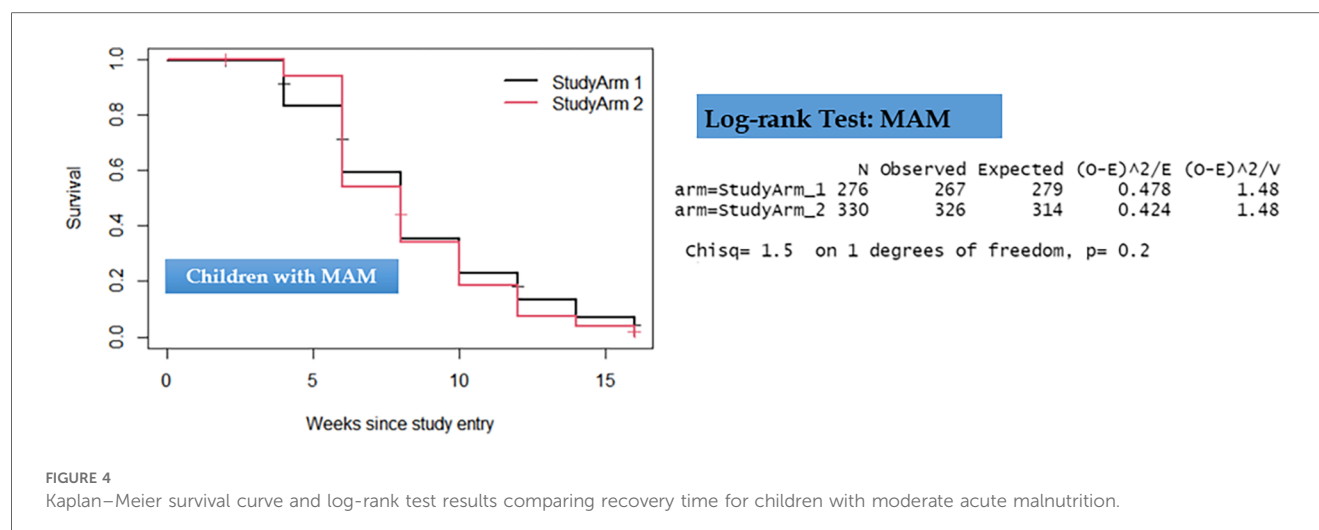 1.0
0.8
0.6
0.4
0.2
0.0
Survival
StudyArm 1
StudyArm 2
Children with MAM
0 5 10 15
Weeks since study entry
Log-rank Test: MAM
N Observed Expected (O-E)^2/E (O-E)^2/V
arm=StudyArm_1 276 267 279 0.478 1.48
arm=StudyArm_2 330 326 314 0.424 1.48
Chisq= 1.5 on 1 degrees of freedom, p= 0.2
FIGURE 4
Kaplan–Meier survival curve and log-rank test results comparing recovery time for children with moderate acute malnutrition.